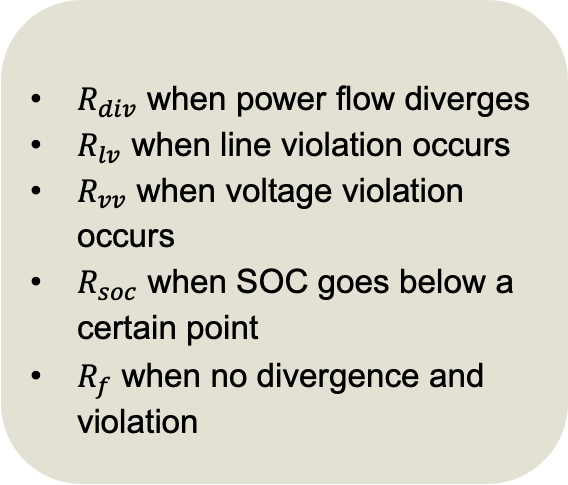 • R_div when power flow diverges
• R_lv when line violation occurs
• R_vv when voltage violation
occurs
• R_soc when SOC goes below a
certain point
• R_f when no divergence and
violation